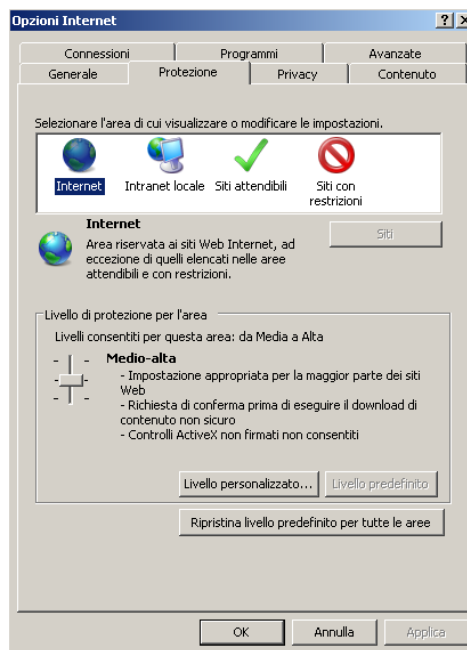 Opzioni Internet
Connessioni Programmi Avanzate
Generale Protezione Privacy Contenuto
Selezionare l'area di cui visualizzare o modificare le impostazioni.
Internet Intranet locale Siti attendibili Siti con
restrizioni
Internet
Siti
Area riservata ai siti Web Internet, ad
eccezione di quelli elencati nelle aree
attendibili e con restrizioni.
Livello di protezione per l'area
Livelli consentiti per questa area: da Media a Alta
Medio-alta
- Impostazione appropriata per la maggior parte dei siti
Web
- Richiesta di conferma prima di eseguire il download di
contenuto non sicuro
- Controlli ActiveX non firmati non consentiti
Livello personalizzato... Livello predefinito
Ripristina livello predefinito per tutte le aree
OK Annulla Applica